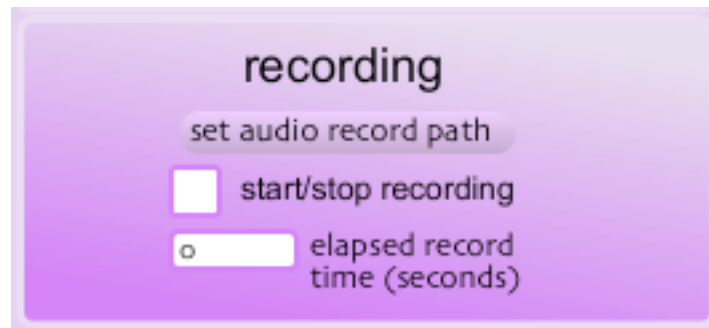 recording
set audio record path
start/stop recording
0
elapsed record
time (seconds)